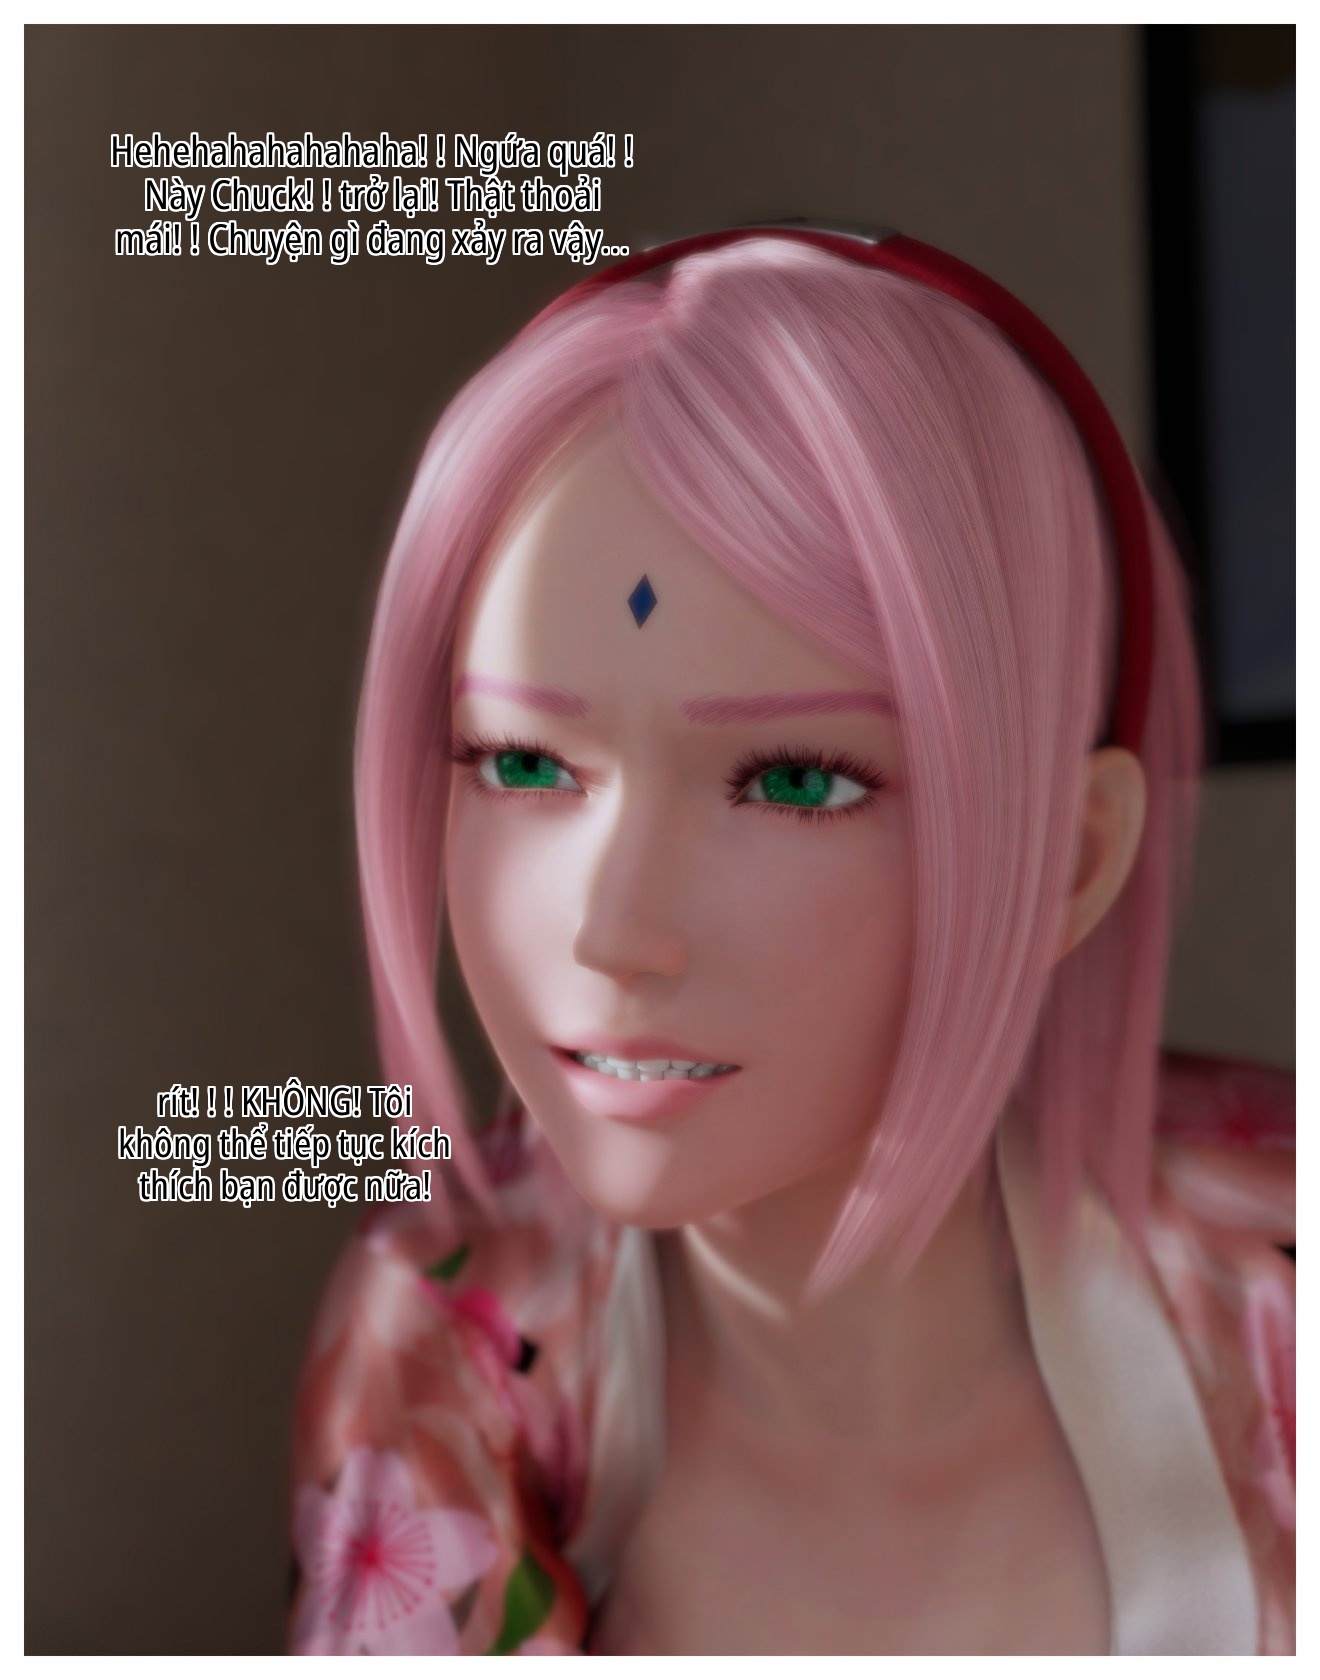 Hehehahahahahaha! ! Ngứa quá! !
Này Chuck! ! trở lại! Thật thoải
mái! ! Chuyện gì đang xảy ra vậy...
rít! ! ! KHÔNG! Tôi
không thể tiếp tục kích
thích bạn được nữa!